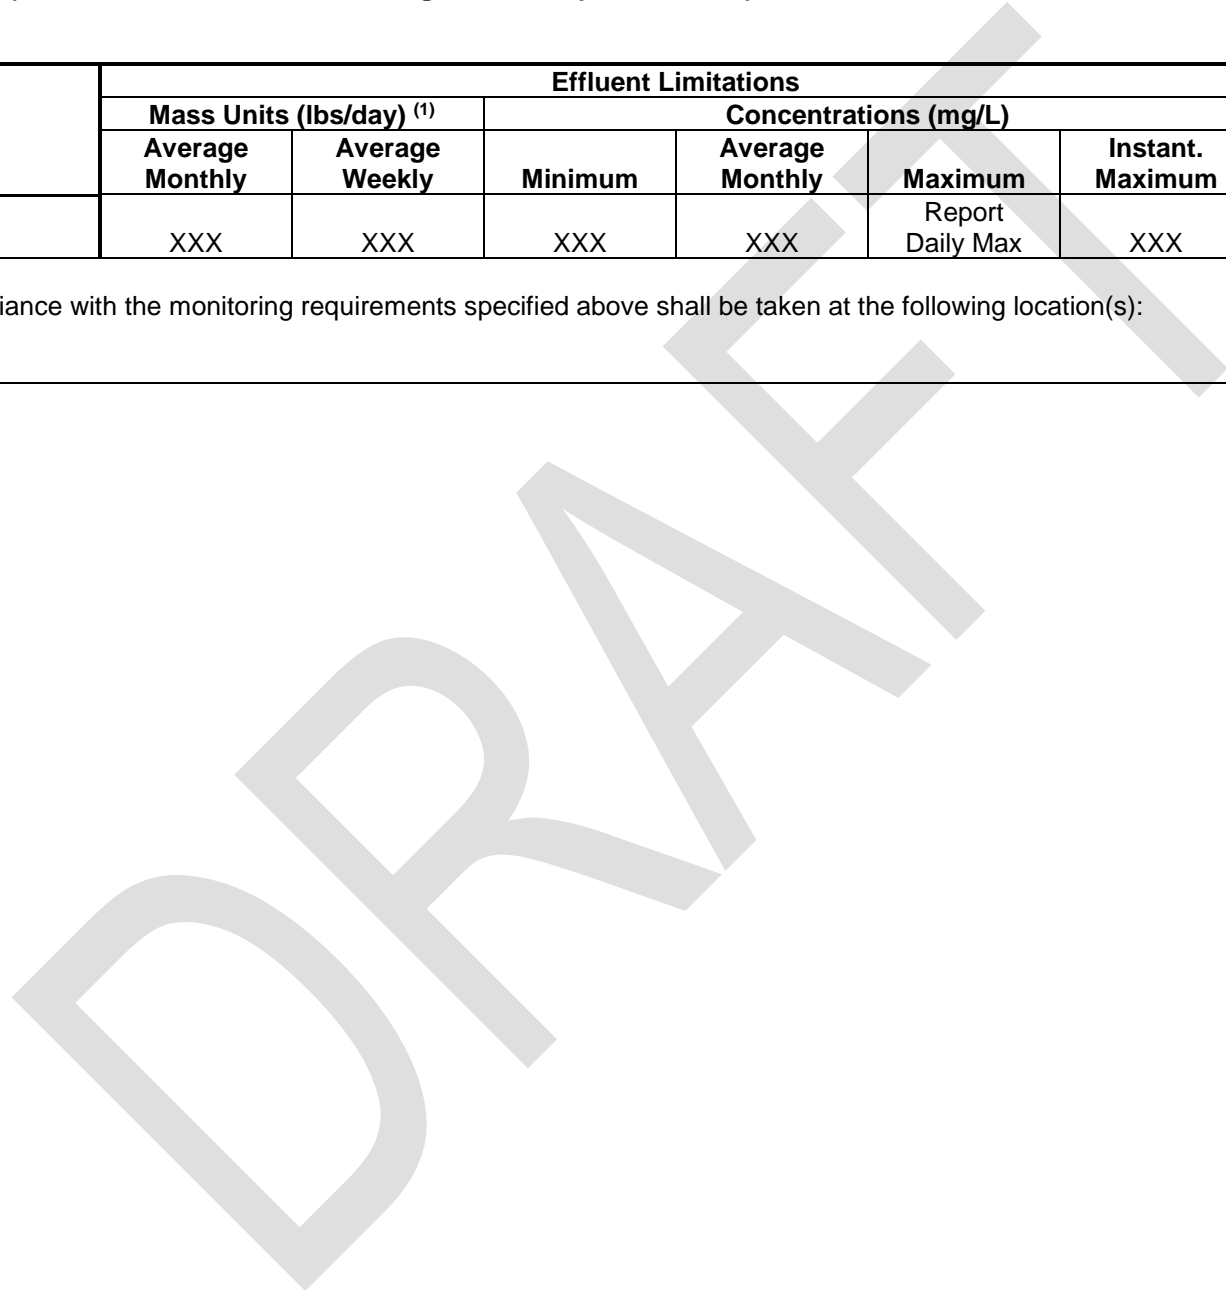 Effluent Limitations
Mass Units (lbs/day) (1) Concentrations (mg/L)
Average Monthly Average Weekly Minimum Average Monthly Maximum Instant. Maximum
XXX XXX XXX XXX Report Daily Max XXX
iance with the monitoring requirements specified above shall be taken at the following location(s):
DRAFT